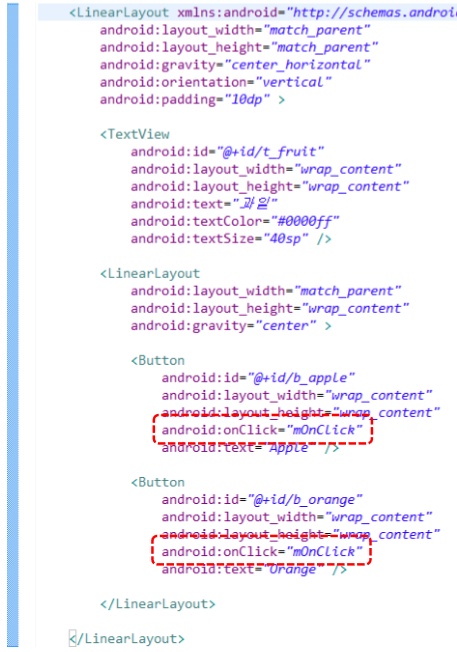 <LinearLayout xmlns:android="http://schemas.androi
android:layout_width="match_parent"
android:layout_height="match_parent"
android:gravity="center_horizontal"
android:orientation="vertical"
android:padding="10dp" >
<TextView
android:id="@+id/t_fruit"
android:layout_width="wrap_content"
android:layout_height="wrap_content"
android:text="과일"
android:textColor="#0000ff"
android:textSize="40sp" />
<LinearLayout
android:layout_width="match_parent"
android:layout_height="wrap_content"
android:gravity="center" >
<Button
android:id="@+id/b_apple"
android:layout_width="wrap_content"
android:layout_height="wrap_content"
android:onClick="mOnClick"
android:text="Apple" />
<Button
android:id="@+id/b_orange"
android:layout_width="wrap_content"
android:layout_height="wrap_content"
android:onClick="mOnClick"
android:text="Orange" />
</LinearLayout>
</LinearLayout>